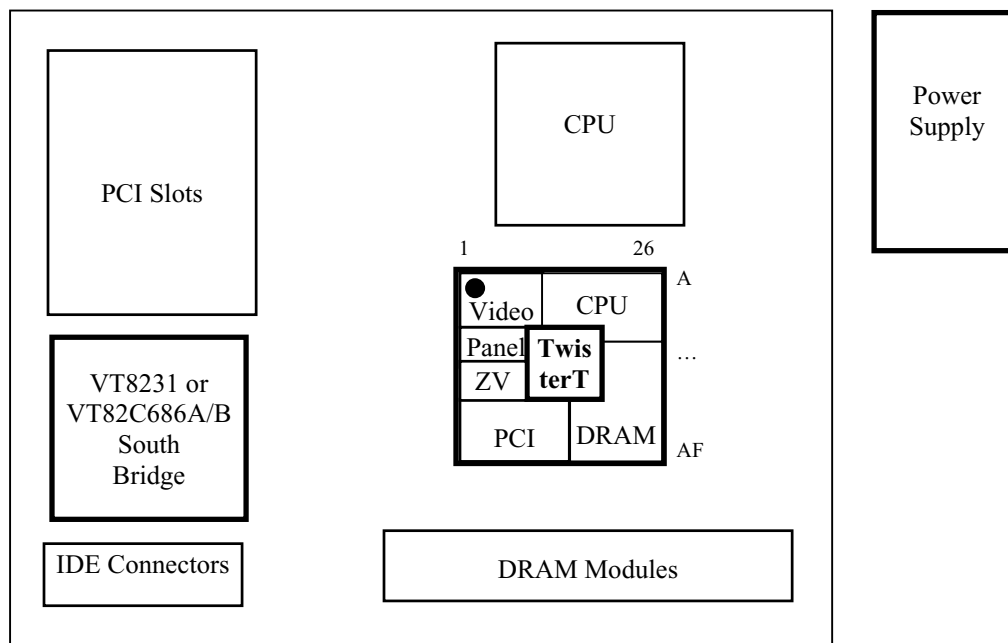 PCI Slots
CPU
Power
Supply
1 26
A
Video
CPU
Panel
Twis
terT
...
ZV
PCI
DRAM
AF
VT8231 or
VT82C686A/B
South
Bridge
IDE Connectors
DRAM Modules